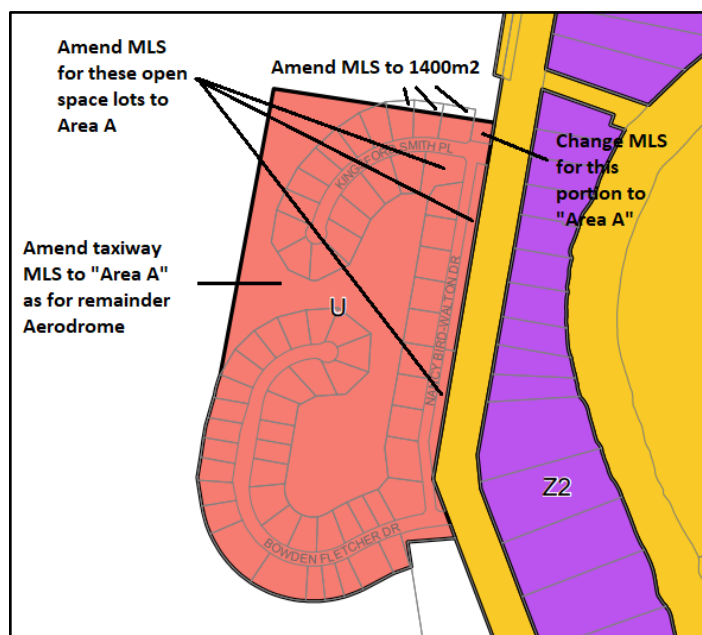 Amend MLS
for these open
space lots to
Area A
Amend MLS to 1400m2
Change MLS
for this
portion to
"Area A"
KINGSFORD SMITH PL
Amend taxiway
MLS to "Area A"
as for remainder
Aerodrome
U
NANCY BIRD-WALTON DR
Z2
BOWDEN FLETCHER DR